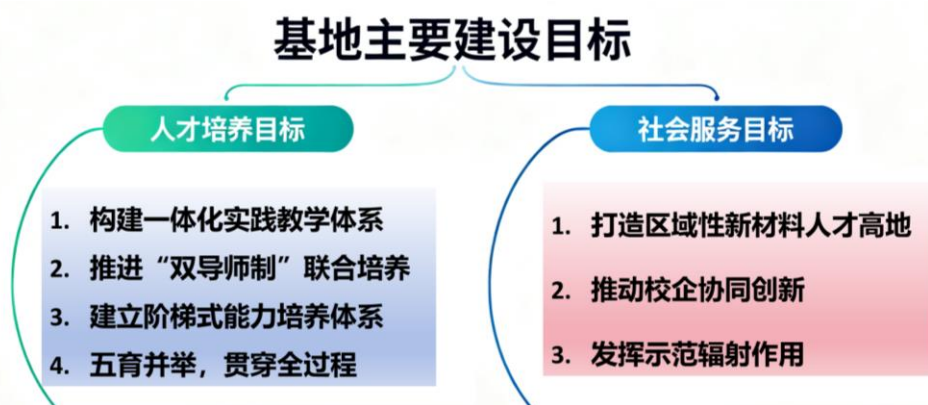 基地主要建设目标
人才培养目标
1. 构建一体化实践教学体系
2. 推进“双导师制”联合培养
3. 建立阶梯式能力培养体系
4. 五育并举，贯穿全过程
社会服务目标
1. 打造区域性新材料人才高地
2. 推动校企协同创新
3. 发挥示范辐射作用